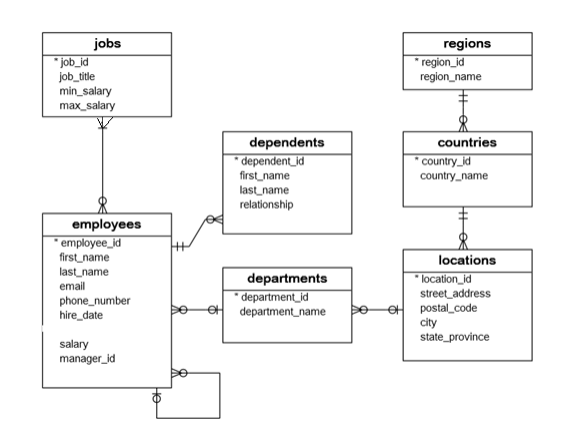 jobs
* job_id
job_title
min_salary
max_salary
regions
* region_id
region_name
dependents
* dependent_id
first_name
last_name
relationship
countries
* country_id
country_name
employees
* employee_id
first_name
last_name
email
phone_number
hire_date
salary
manager_id
departments
* department_id
department_name
locations
* location_id
street_address
postal_code
city
state_province